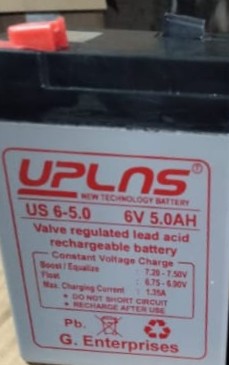 UPLNS®
NEW TECHNOLOGY BATTERY
US 6-5.0 6V 5.0AH
Valve regulated lead acid
rechargeable battery
Constant Voltage Charge
Boost / Equalize : 7.25 - 7.50V
Float : 6.75 - 6.90V
Max. Charging Current : 1.35A
• DO NOT SHORT CIRCUIT
• RECHARGE AFTER USE
Pb.
G. Enterprises